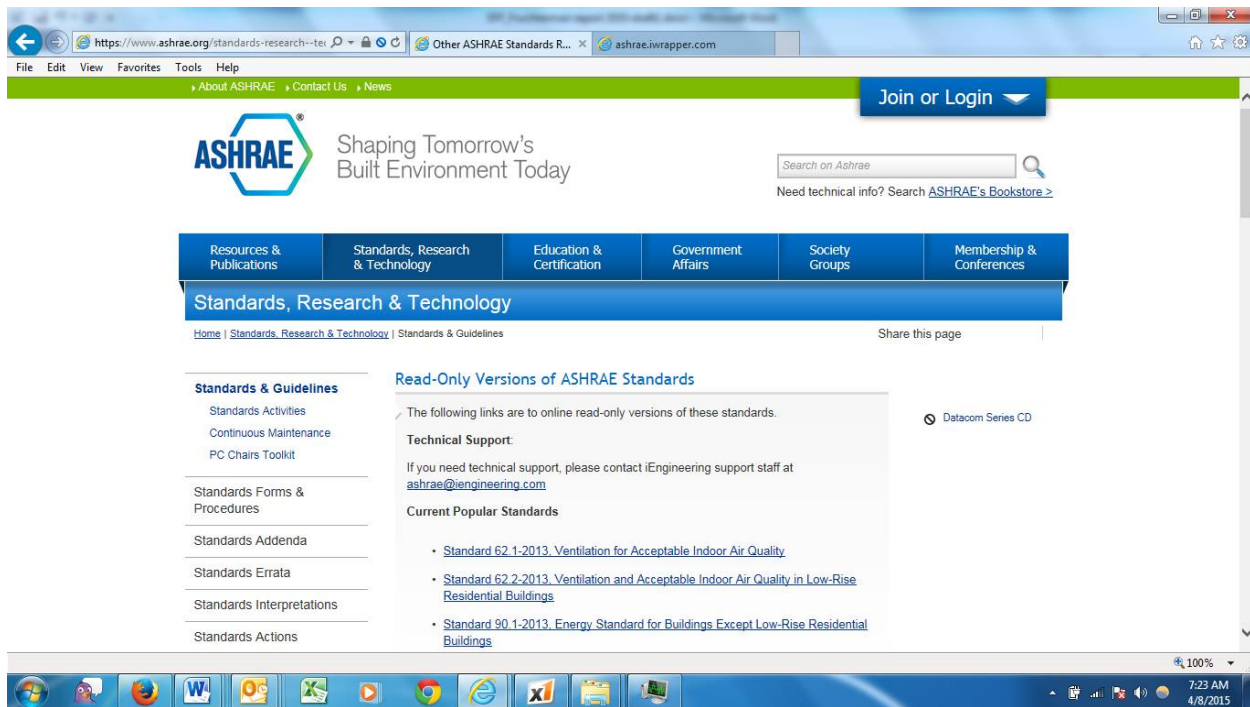 https://www.ashrae.org/standards-research--tec
Other ASHRAE Standards R...
ashrae.iwrapper.com
File Edit View Favorites Tools Help
About ASHRAE Contact Us News
Join or Login
ASHRAE
Shaping Tomorrow's
Built Environment Today
Search on Ashrae
Need technical info? Search ASHRAE's Bookstore >
Resources &
Publications
Standards, Research
& Technology
Education &
Certification
Government
Affairs
Society
Groups
Membership &
Conferences
Standards, Research & Technology
Home | Standards, Research & Technology | Standards & Guidelines
Share this page
Standards & Guidelines
Standards Activities
Continuous Maintenance
PC Chairs Toolkit
Standards Forms &
Procedures
Standards Addenda
Standards Errata
Standards Interpretations
Standards Actions
Read-Only Versions of ASHRAE Standards
The following links are to online read-only versions of these standards.
Technical Support:
If you need technical support, please contact iEngineering support staff at
ashrae@iengineering.com
Current Popular Standards
• Standard 62.1-2013, Ventilation for Acceptable Indoor Air Quality
• Standard 62.2-2013, Ventilation and Acceptable Indoor Air Quality in Low-Rise
Residential Buildings
• Standard 90.1-2013, Energy Standard for Buildings Except Low-Rise Residential
Buildings
Datacom Series CD
100%
7:23 AM
4/8/2015